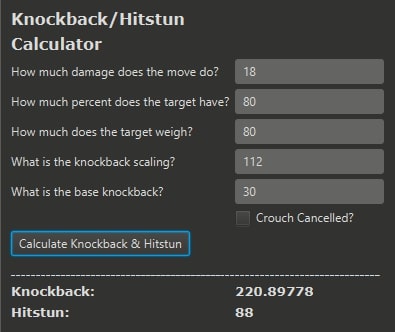 Knockback/Hitstun
Calculator
How much damage does the move do? 18
How much percent does the target have? 80
How much does the target weigh? 80
What is the knockback scaling? 112
What is the base knockback? 30
Crouch Cancelled?
Calculate Knockback & Hitstun
Knockback: 220.89778
Hitstun: 88